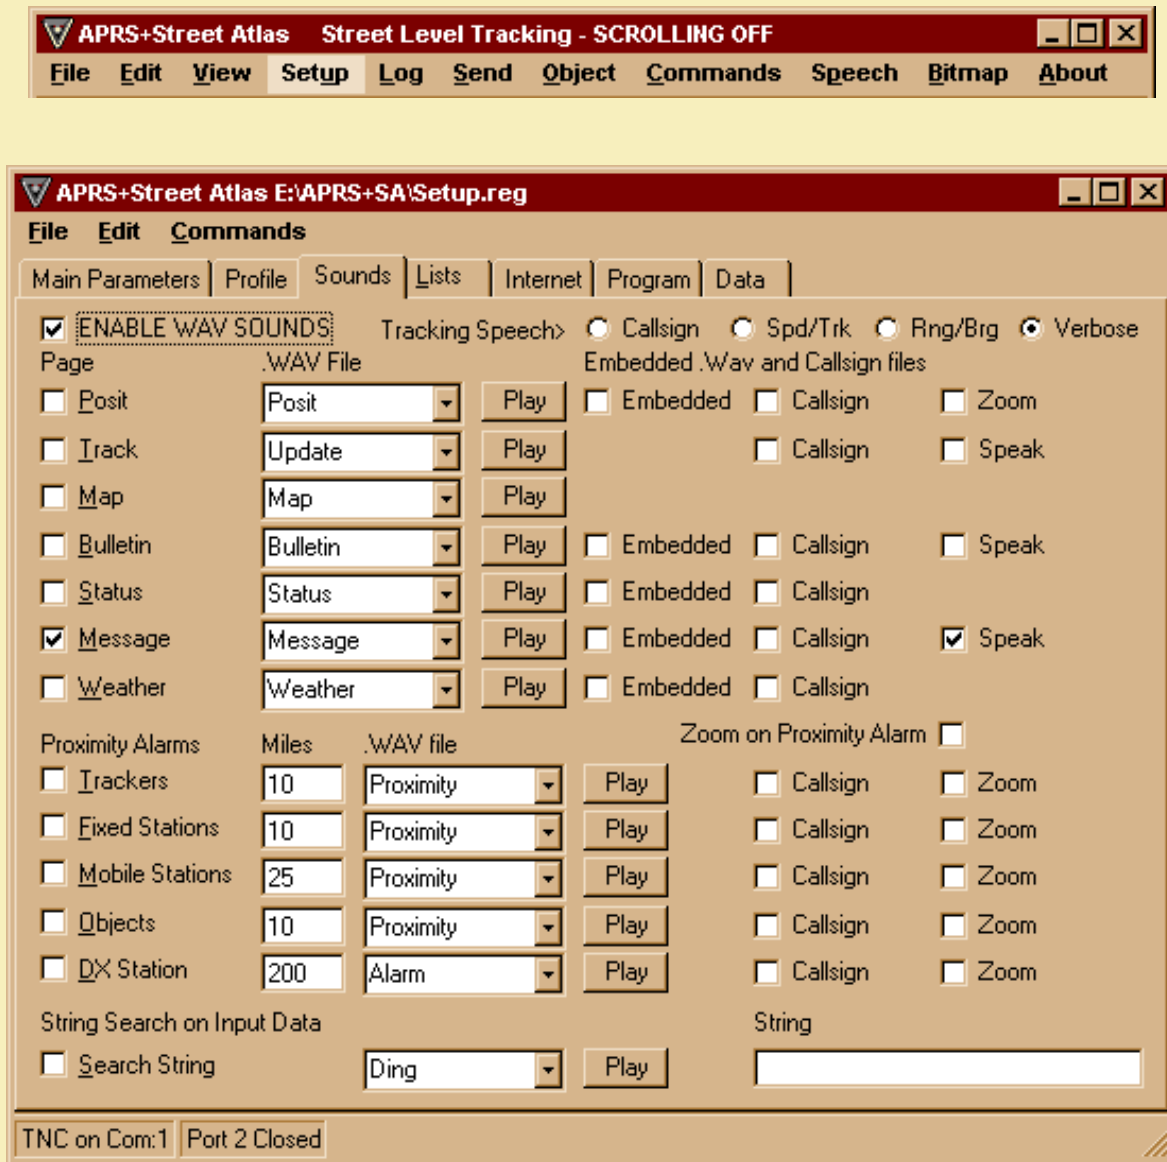 APRS+Street Atlas Street Level Tracking - SCROLLING OFF
File Edit View Setup Log Send Object Commands Speech Bitmap About
APRS+Street Atlas E:\APRS+SA\Setup.reg
File Edit Commands
Main Parameters Profile Sounds Lists Internet Program Data
ENABLE WAV SOUNDS Tracking Speech> Callsign Spd/Trk Rng/Brg Verbose
Page .WAV File Embedded .Wav and Callsign files
Posit Posit Play Embedded Callsign Zoom
Track Update Play Callsign Speak
Map Map Play
Bulletin Bulletin Play Embedded Callsign Speak
Status Status Play Embedded Callsign
Message Message Play Embedded Callsign Speak
Weather Weather Play Embedded Callsign
Proximity Alarms Miles .WAV file Zoom on Proximity Alarm
Trackers 10 Proximity Play Callsign Zoom
Fixed Stations 10 Proximity Play Callsign Zoom
Mobile Stations 25 Proximity Play Callsign Zoom
Objects 10 Proximity Play Callsign Zoom
DX Station 200 Alarm Play Callsign Zoom
String Search on Input Data String
Search String Ding Play
TNC on Com:1 Port 2 Closed